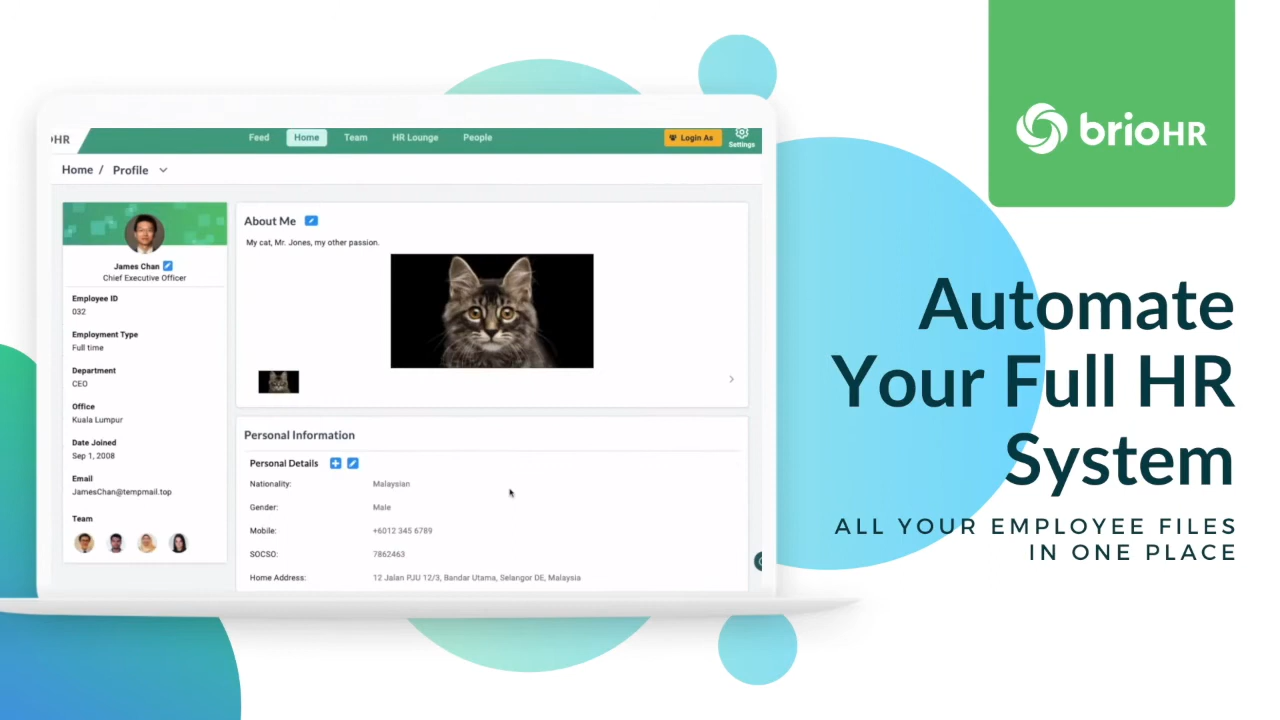 HR
Feed
Home
Team
HR Lounge
People
Login As
Settings
Home / Profile
James Chan
Chief Executive Officer
Employee ID
032
Employment Type
Full time
Department
CEO
Office
Kuala Lumpur
Date Joined
Sep 1, 2008
Email
JamesChan@tempmail.top
Team
About Me
My cat, Mr. Jones, my other passion.
Personal Information
Personal Details
Nationality: Malaysian
Gender: Male
Mobile: +6012 345 6789
SOCSO: 7862463
Home Address: 12 Jalan PJU 12/3, Bandar Utama, Selangor DE, Malaysia
brioHR
Automate
Your Full HR
System
ALL YOUR EMPLOYEE FILES
IN ONE PLACE